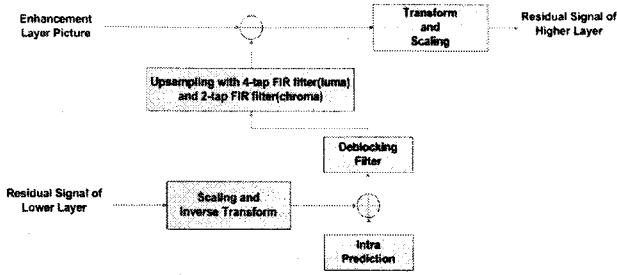 Enhancement
Layer Picture
Transform
and
Scaling
Residual Signal of
Higher Layer
Upsampling with 4-tap FIR filter(luma)
and 2-tap FIR filter(chroma)
Deblocking
Filter
Residual Signal of
Lower Layer
Scaling and
Inverse Transform
Intra
Prediction